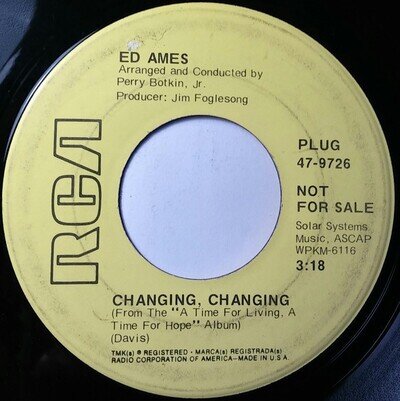 ED AMES
Arranged and Conducted by
Perry Botkin, Jr.
Producer: Jim Foglesong
RCA
PLUG
47-9726
NOT
FOR SALE
Solar Systems
Music, ASCAP
WPKM-6116
3:18
CHANGING, CHANGING
(From The "A Time For Living, A
Time For Hope" Album)
(Davis)
TMK(s) ® REGISTERED • MARCA(s) REGISTRADA(s)
RADIO CORPORATION OF AMERICA—MADE IN U.S.A.